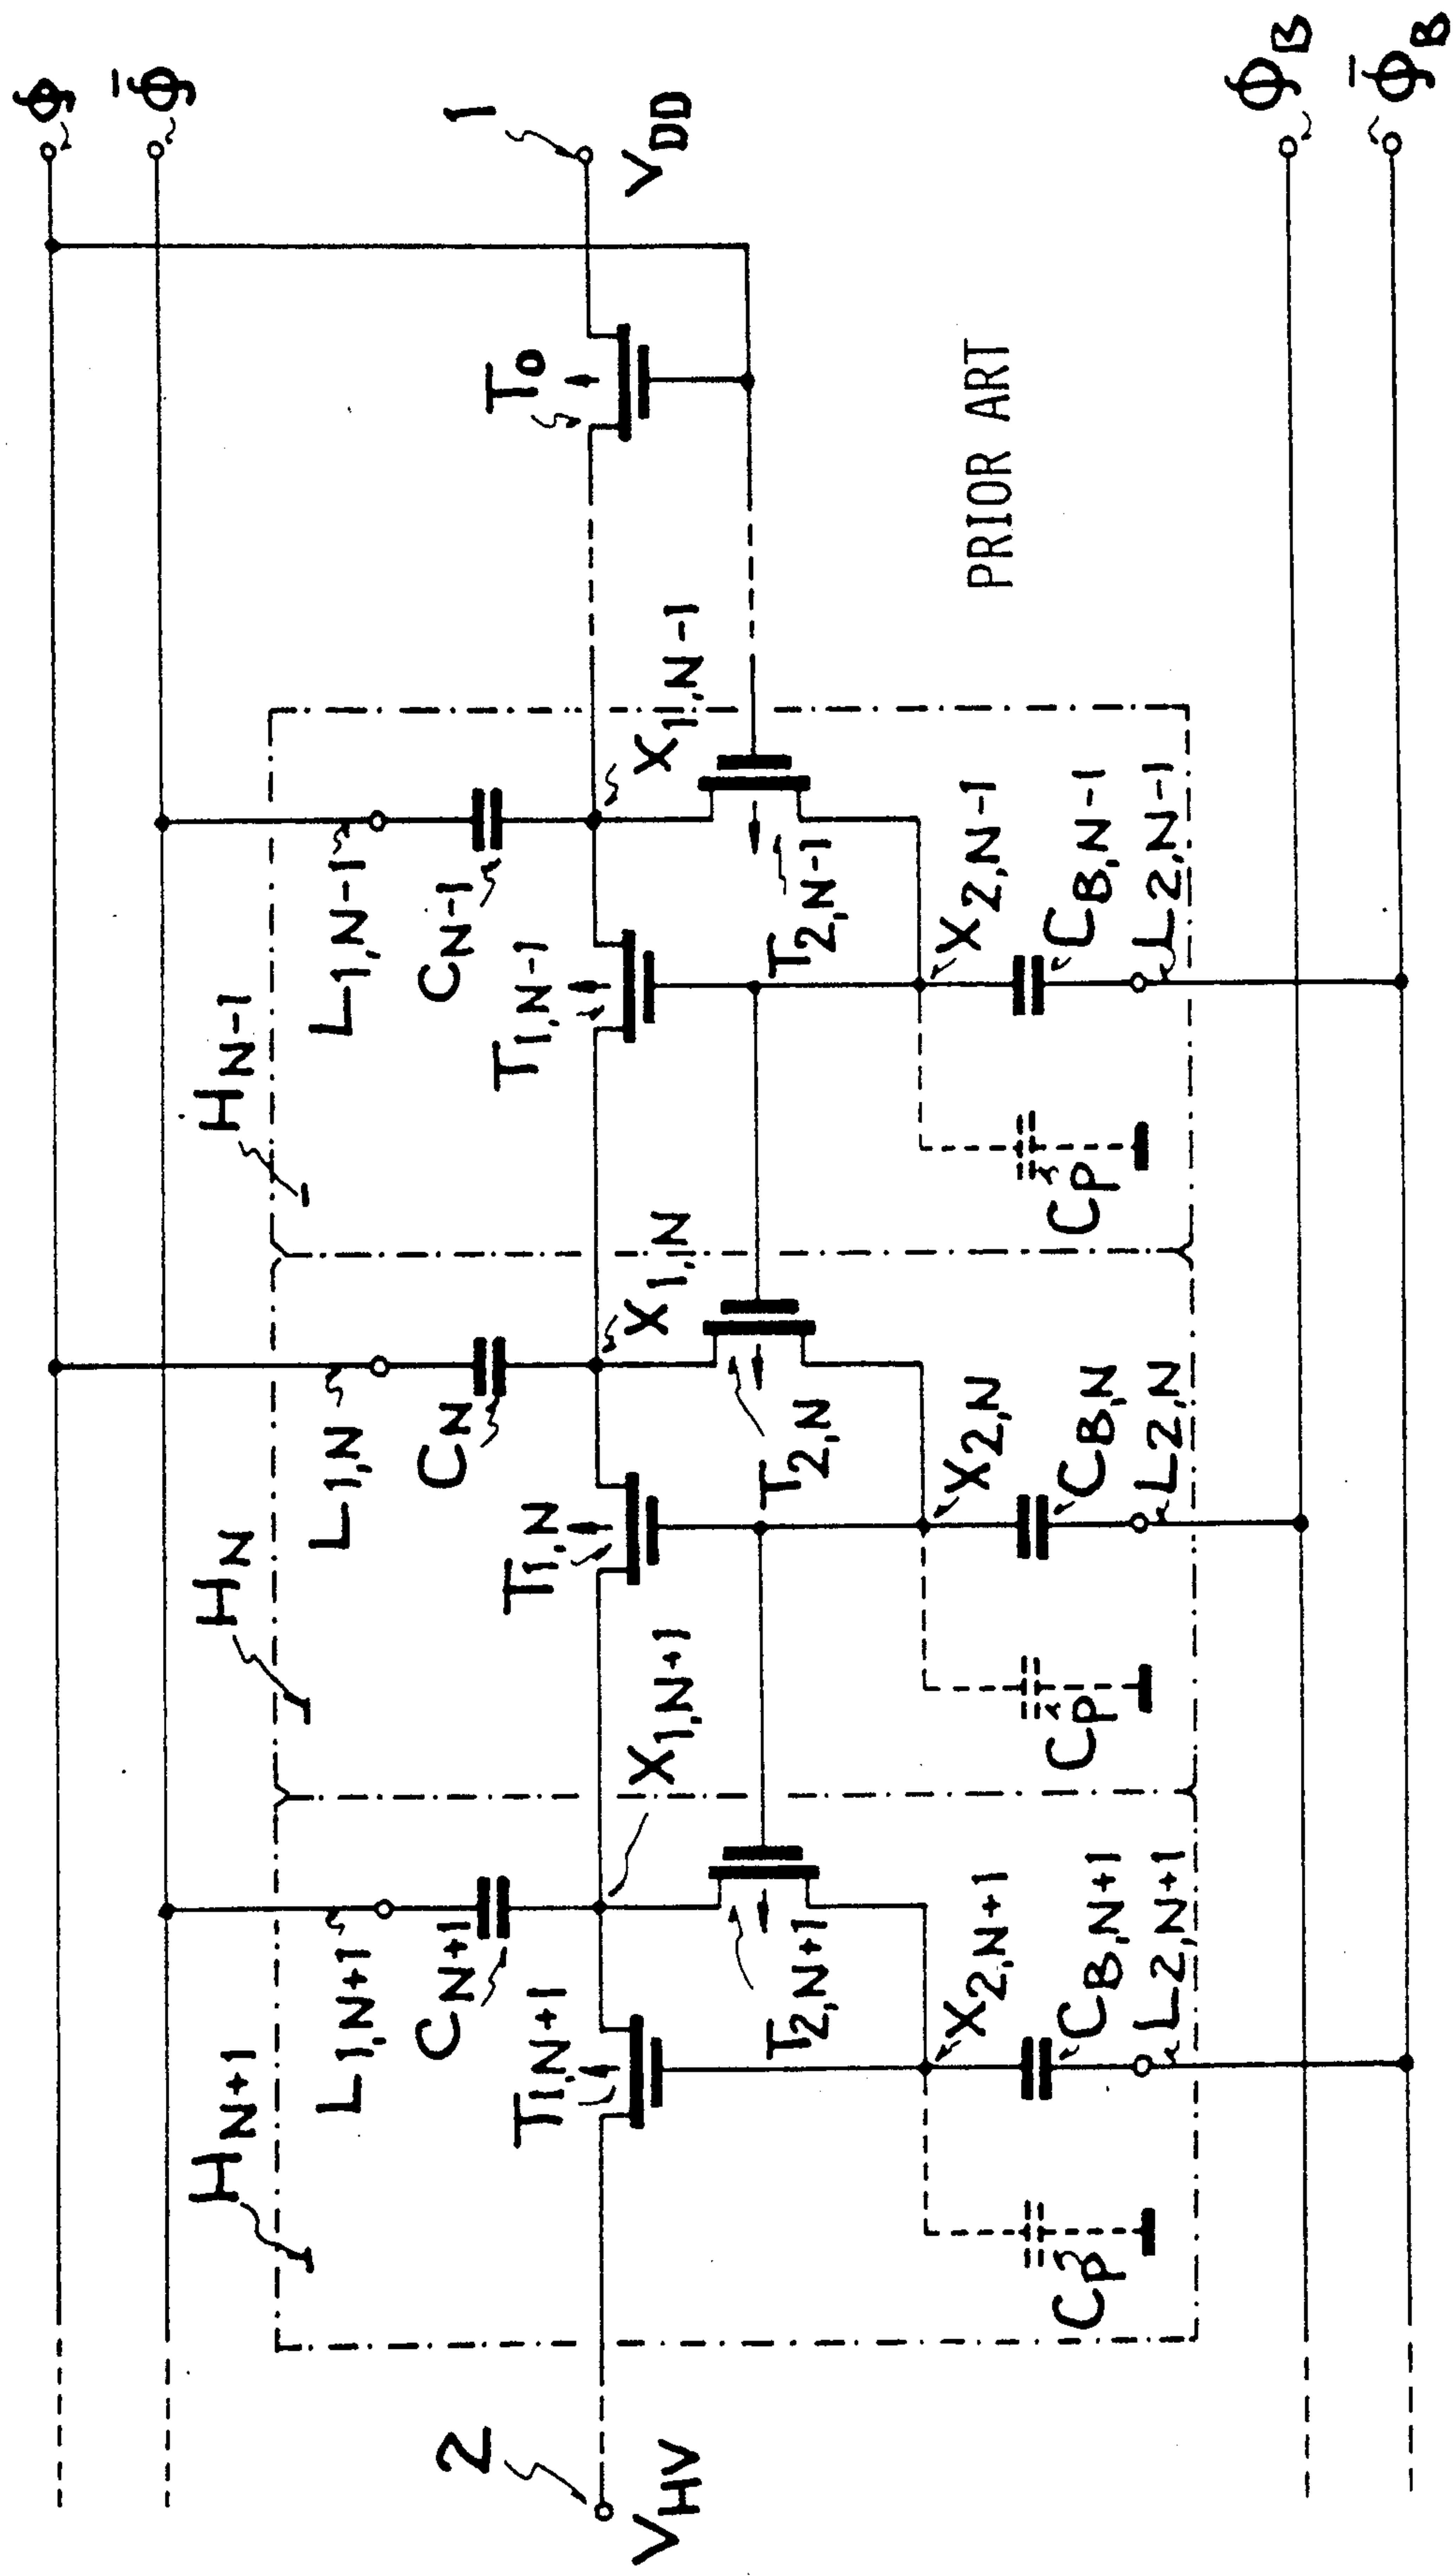 ϕ
ϕ̄
1
V_DD
T_0
PRIOR ART
H_N-1
L_1,N-1
C_N-1
X_1,N-1
T_1,N-1
T_2,N-1
X_2,N-1
C_B,N-1
L_2,N-1
C_P
H_N
L_1,N
C_N
X_1,N
T_1,N
T_2,N
X_2,N
C_B,N
L_2,N
C_P
H_N+1
L_1,N+1
C_N+1
X_1,N+1
T_1,N+1
T_2,N+1
X_2,N+1
C_B,N+1
L_2,N+1
C_P
2
V_HV
ϕ_B
ϕ̄_B